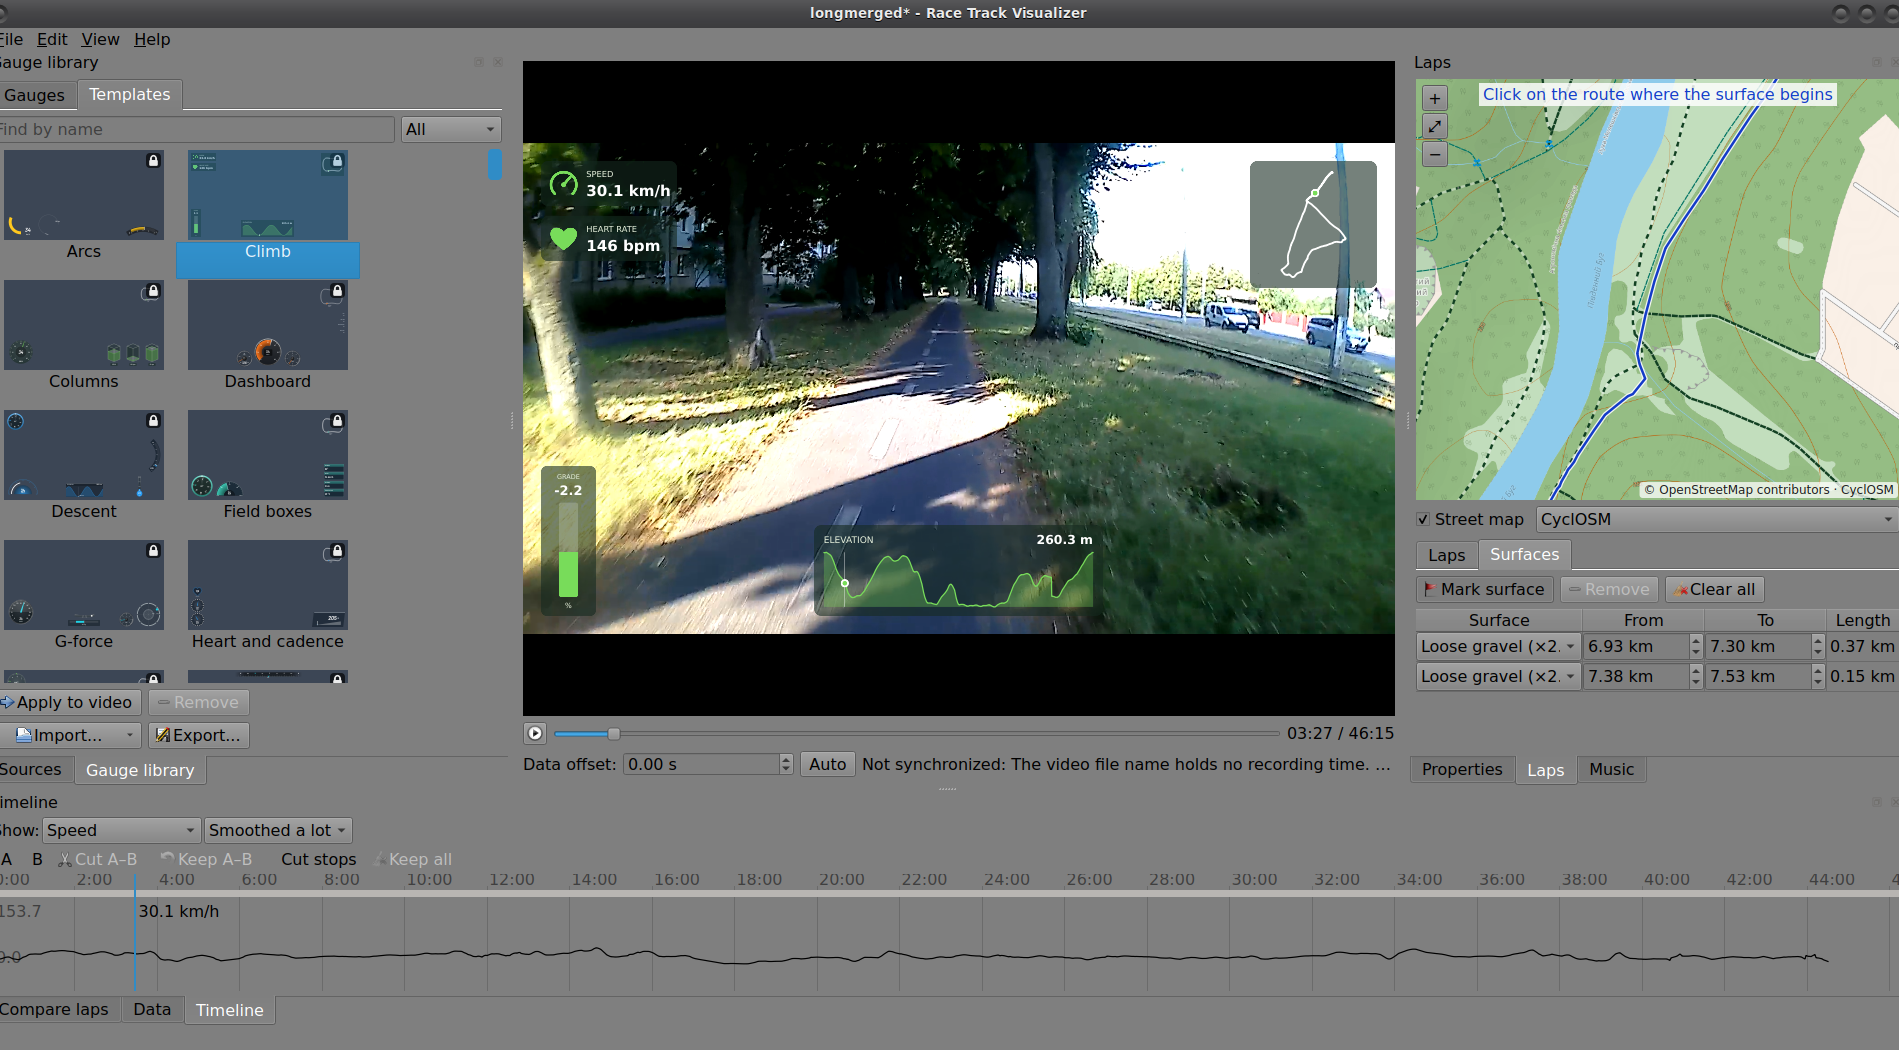 longmerged* - Race Track Visualizer
File Edit View Help
Gauge library
Gauges Templates
Find by name
All
Arcs
Climb
Columns
Dashboard
Descent
Field boxes
G-force
Heart and cadence
Apply to video
Remove
Import...
Export...
Sources
Gauge library
SPEED
30.1 km/h
HEART RATE
146 bpm
GRADE
-2.2
%
ELEVATION
260.3 m
03:27 / 46:15
Data offset:
0.00 s
Auto
Not synchronized: The video file name holds no recording time. ...
Laps
+
−
Click on the route where the surface begins
© OpenStreetMap contributors · CyclOSM
Street map
CyclOSM
Laps Surfaces
Mark surface
Remove
Clear all
Surface From To Length
Loose gravel (×2. 6.93 km 7.30 km 0.37 km
Loose gravel (×2. 7.38 km 7.53 km 0.15 km
Properties Laps Music
Timeline
Show: Speed Smoothed a lot
A B Cut A–B Keep A–B Cut stops Keep all
0:00 2:00 4:00 6:00 8:00 10:00 12:00 14:00 16:00 18:00 20:00 22:00 24:00 26:00 28:00 30:00 32:00 34:00 36:00 38:00 40:00 42:00 44:00
153.7
30.1 km/h
0.0
Compare laps Data Timeline